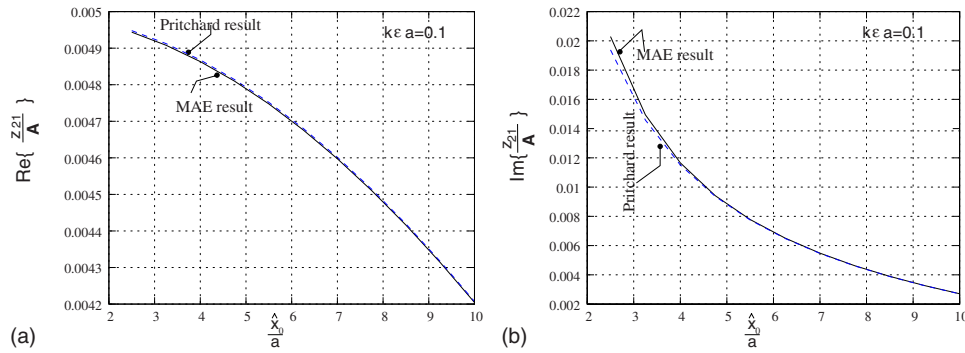 0.005
0.0049
0.0048
0.0047
0.0046
0.0045
0.0044
0.0043
0.0042
Re{ z21/A }
Pritchard result
MAE result
kεa=0.1
2 3 4 5 6 7 8 9 10
x̂0/a
(a)
0.022
0.02
0.018
0.016
0.014
0.012
0.01
0.008
0.006
0.004
0.002
Im{ z21/A }
MAE result
Pritchard result
kεa=0.1
2 3 4 5 6 7 8 9 10
x̂0/a
(b)